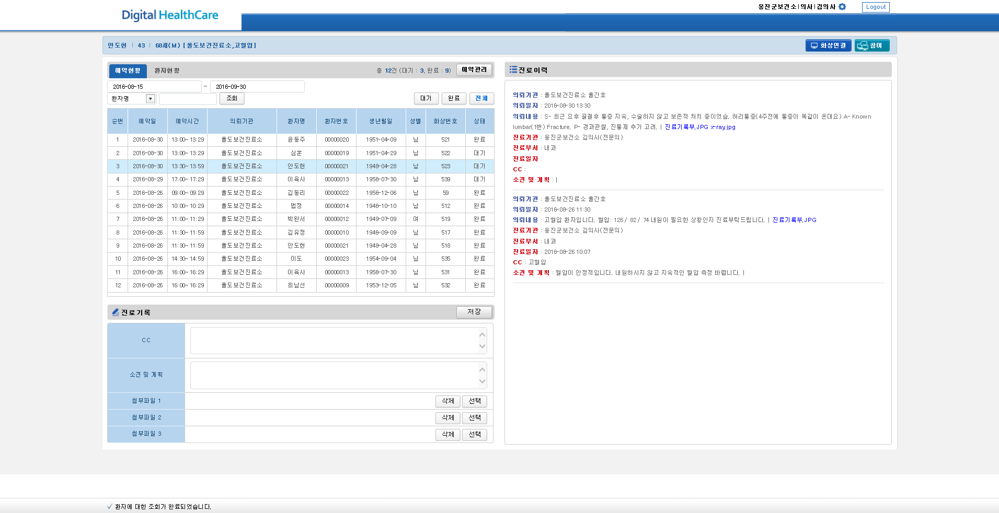 Digital HealthCare
옹진군보건소|의사|김의사
Logout
안도현 | 43 | 68세(M) [ 울도보건진료소,고혈압]
화상연결 참여
예약현황 환자현황 총 12건 (대기 : 3, 완료 : 9) 예약관리
2016-08-15 ~ 2016-09-30
환자명 조회 대기 완료 전체
순번 예약일 예약시간 의뢰기관 환자명 환자번호 생년월일 성별 화상번호 상태
1 2016-08-30 13:00~ 13:29 울도보건진료소 윤동주 00000020 1951-04-09 남 521 완료
2 2016-08-30 13:00~ 13:29 울도보건진료소 심훈 00000019 1951-04-29 남 522 대기
3 2016-08-30 13:30~ 13:59 울도보건진료소 안도현 00000021 1948-04-28 남 523 대기
4 2016-08-29 17:00~ 17:29 울도보건진료소 이육사 00000013 1956-07-30 남 539 대기
5 2016-08-26 09:00~ 09:29 울도보건진료소 김동리 00000022 1956-12-06 남 59 완료
6 2016-08-26 10:00~ 10:29 울도보건진료소 법정 00000014 1946-10-10 남 512 완료
7 2016-08-26 11:00~ 11:29 울도보건진료소 박완서 00000012 1949-07-09 여 519 완료
8 2016-08-26 11:30~ 11:59 울도보건진료소 김유정 00000010 1946-09-09 남 517 완료
9 2016-08-26 11:30~ 11:59 울도보건진료소 안도현 00000021 1948-04-28 남 518 완료
10 2016-08-26 14:30~ 14:59 울도보건진료소 이도 00000023 1954-09-04 남 535 완료
11 2016-08-26 16:00~ 16:29 울도보건진료소 이육사 00000013 1956-07-30 남 531 완료
12 2016-08-26 16:00~ 16:29 울도보건진료소 최남선 00000009 1953-12-05 남 532 완료
진료기록 저장
CC
소견 및 계획
첨부파일 1 삭제 선택
첨부파일 2 삭제 선택
첨부파일 3 삭제 선택
진료이력
의뢰기관 : 울도보건진료소 울간호
의뢰일자 : 2016-08-30 13:30
의뢰내용 : S- 최근 요추 골절후 통증 지속, 수술하지 않고 보존적 처치 중이었슴. 허리통증(4주전에 통증이 똑같이 온대요) A- Known
lumbar(1번) Fracture. P- 경과관찰, 진통제 추가 고려. | 진료기록부.JPG x-ray.jpg
진료기관 : 옹진군보건소 김의사(전문의)
진료부서 : 내과
진료일자 :
CC :
소견 및 계획 : |
의뢰기관 : 울도보건진료소 울간호
의뢰일자 : 2016-08-26 11:30
의뢰내용 : 고혈압 환자입니다. 혈압: 126 / 82 / 74 내원이 필요한 상황인지 진료부탁드립니다. | 진료기록부.JPG
진료기관 : 옹진군보건소 김의사(전문의)
진료부서 : 내과
진료일자 : 2016-08-26 10:07
CC : 고혈압
소견 및 계획 : 혈압이 안정적입니다. 내원하시지 않고 지속적인 혈압 측정 바랍니다. |
환자에 대한 조회가 완료되었습니다.